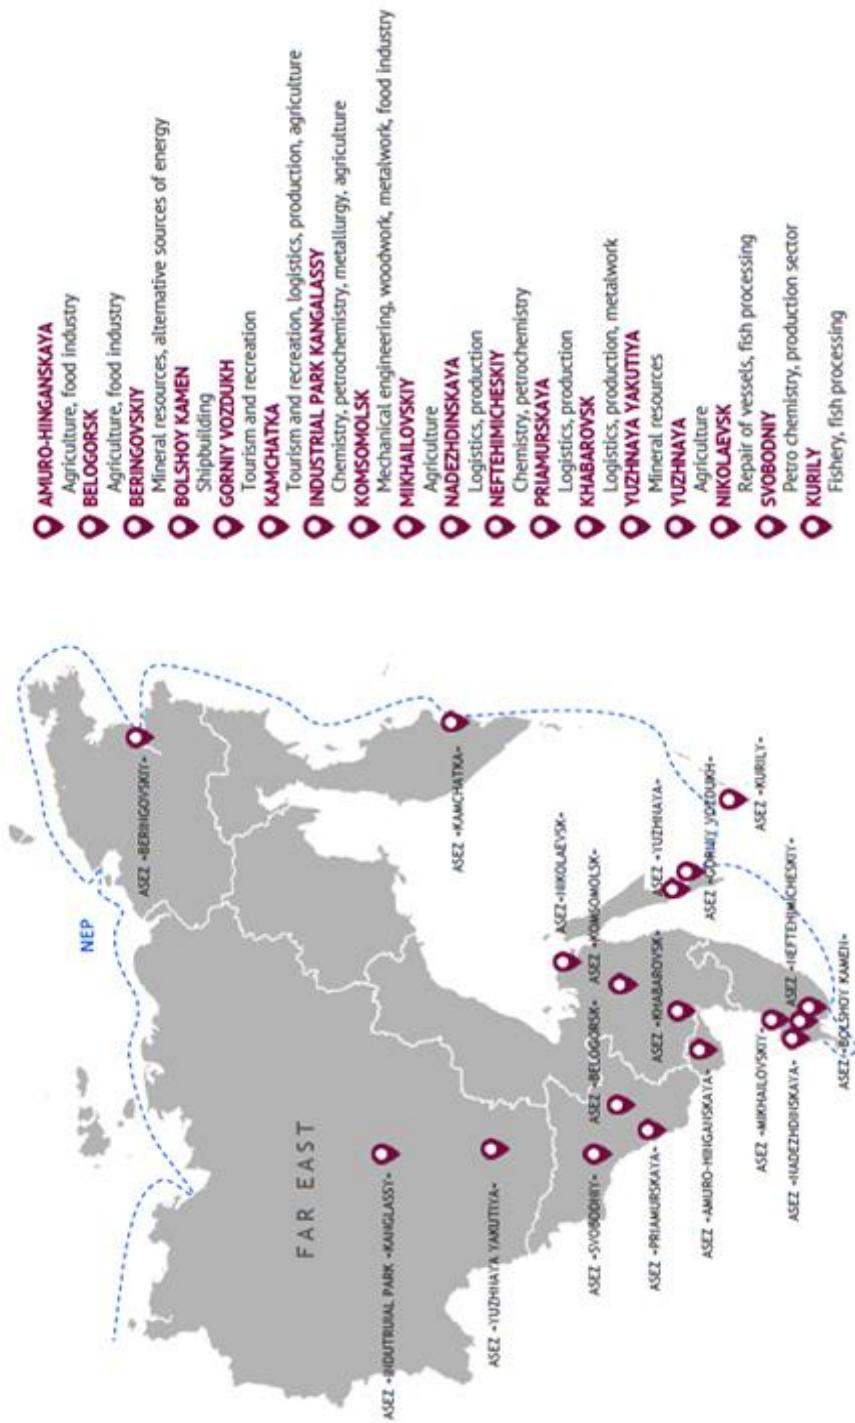 NEP
FAR EAST
ASEZ «BERINGOVSKIY»
ASEZ «KAMCHATKA»
ASEZ «INDUTRUIAL PARK «KANGLASSY»
ASEZ «YUZHNAYA YAKUTIYA»
ASEZ«NIKOLAEVSK»
ASEZ «KOMSOMOLSK»
ASEZ «BELOGORSK»
ASEZ «SVOBODNIY»
ASEZ «YUZHNAYA»
ASEZ «KHABAROVSK»
ASEZ «PRIAMURSKAYA»
ASEZ «GORNIY VOZDUKH»
ASEZ «AMURO-HINGANSKAYA»
ASEZ «KURILY»
ASEZ «MIKHAILOVSKIY»
ASEZ «NEFTEHIMICHESKIY»
ASEZ «NADEZHDINSKAYA»
ASEZ «BOLSHOY KAMEN»
AMURO-HINGANSKAYA
Agriculture, food industry
BELOGORSK
Agriculture, food industry
BERINGOVSKIY
Mineral resources, alternative sources of energy
BOLSHOY KAMEN
Shipbuilding
GORNIY VOZDUKH
Tourism and recreation
KAMCHATKA
Tourism and recreation, logistics, production, agriculture
INDUSTRIAL PARK KANGALASSY
Chemistry, petrochemistry, metallurgy, agriculture
KOMSOMOLSK
Mechanical engineering, woodwork, metalwork, food industry
MIKHAILOVSKIY
Agriculture
NADEZHDINSKAYA
Logistics, production
NEFTEHIMICHESKIY
Chemistry, petrochemistry
PRIAMURSKAYA
Logistics, production
KHABAROVSK
Logistics, production, metalwork
YUZHNAYA YAKUTIYA
Mineral resources
YUZHNAYA
Agriculture
NIKOLAEVSK
Repair of vessels, fish processing
SVOBODNIY
Petro chemistry, production sector
KURILY
Fishery, fish processing